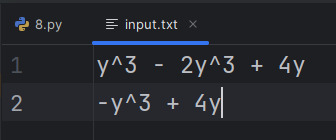 8.py input.txt ×
1 y^3 - 2y^3 + 4y
2 -y^3 + 4y